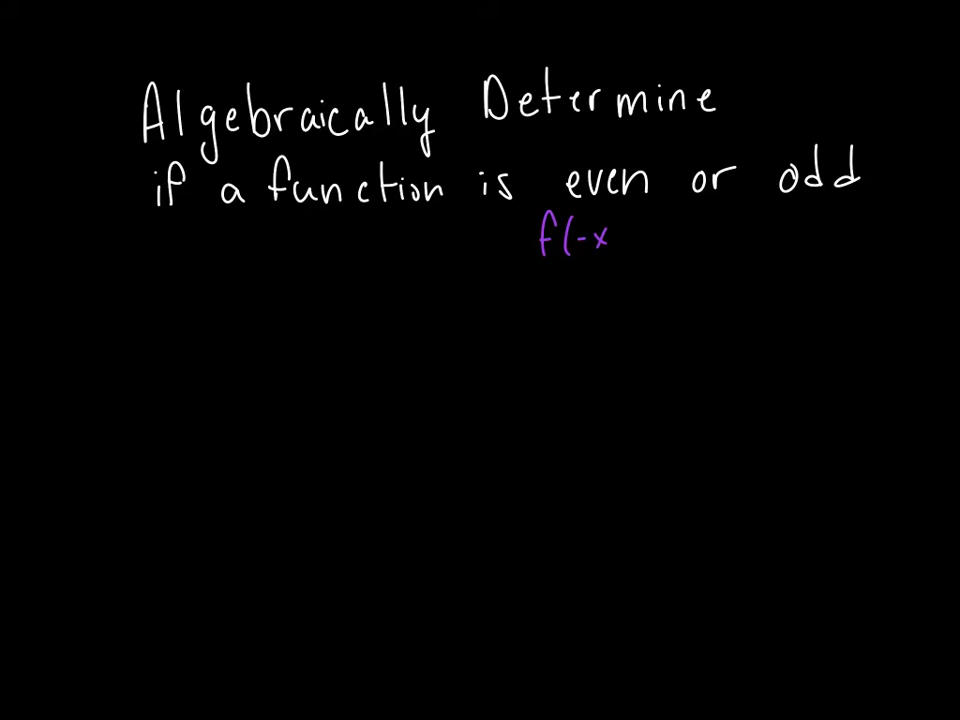 Algebraically Determine
if a function is even or odd
f(-x